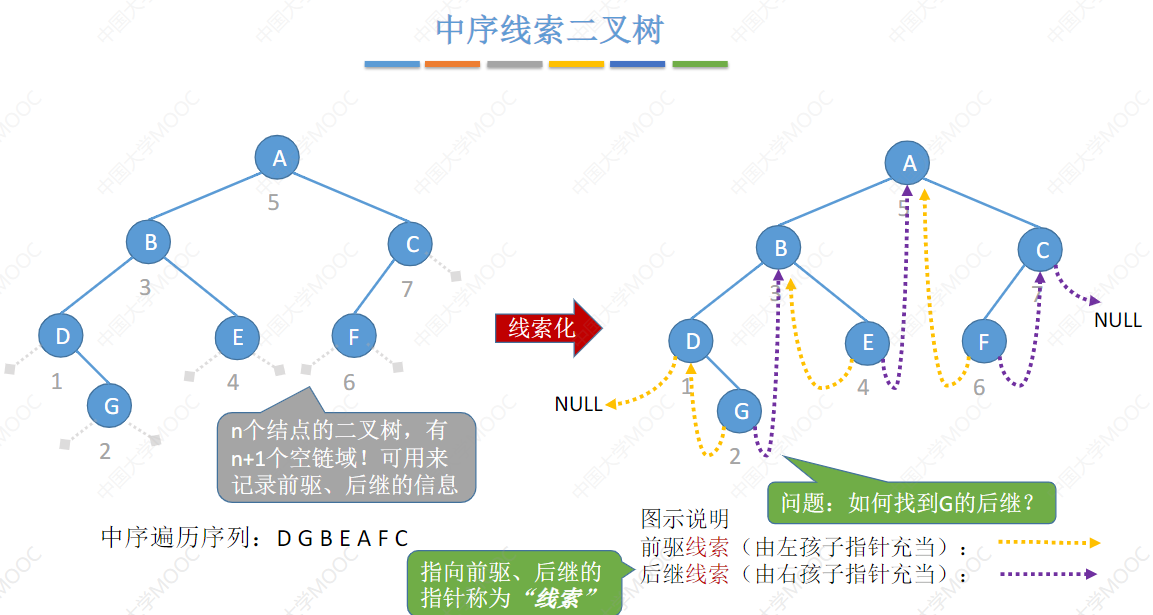 中序线索二叉树
A
5
B
3
C
7
D
1
E
4
F
6
G
2
n个结点的二叉树，有
n+1个空链域！可用来
记录前驱、后继的信息
中序遍历序列：D G B E A F C
线索化
A
5
B
3
C
7
NULL
D
1
E
4
F
6
NULL
G
2
问题：如何找到G的后继？
图示说明
前驱线索（由左孩子指针充当）：
后继线索（由右孩子指针充当）：
指向前驱、后继的
指针称为“线索”
中国大学MOOC